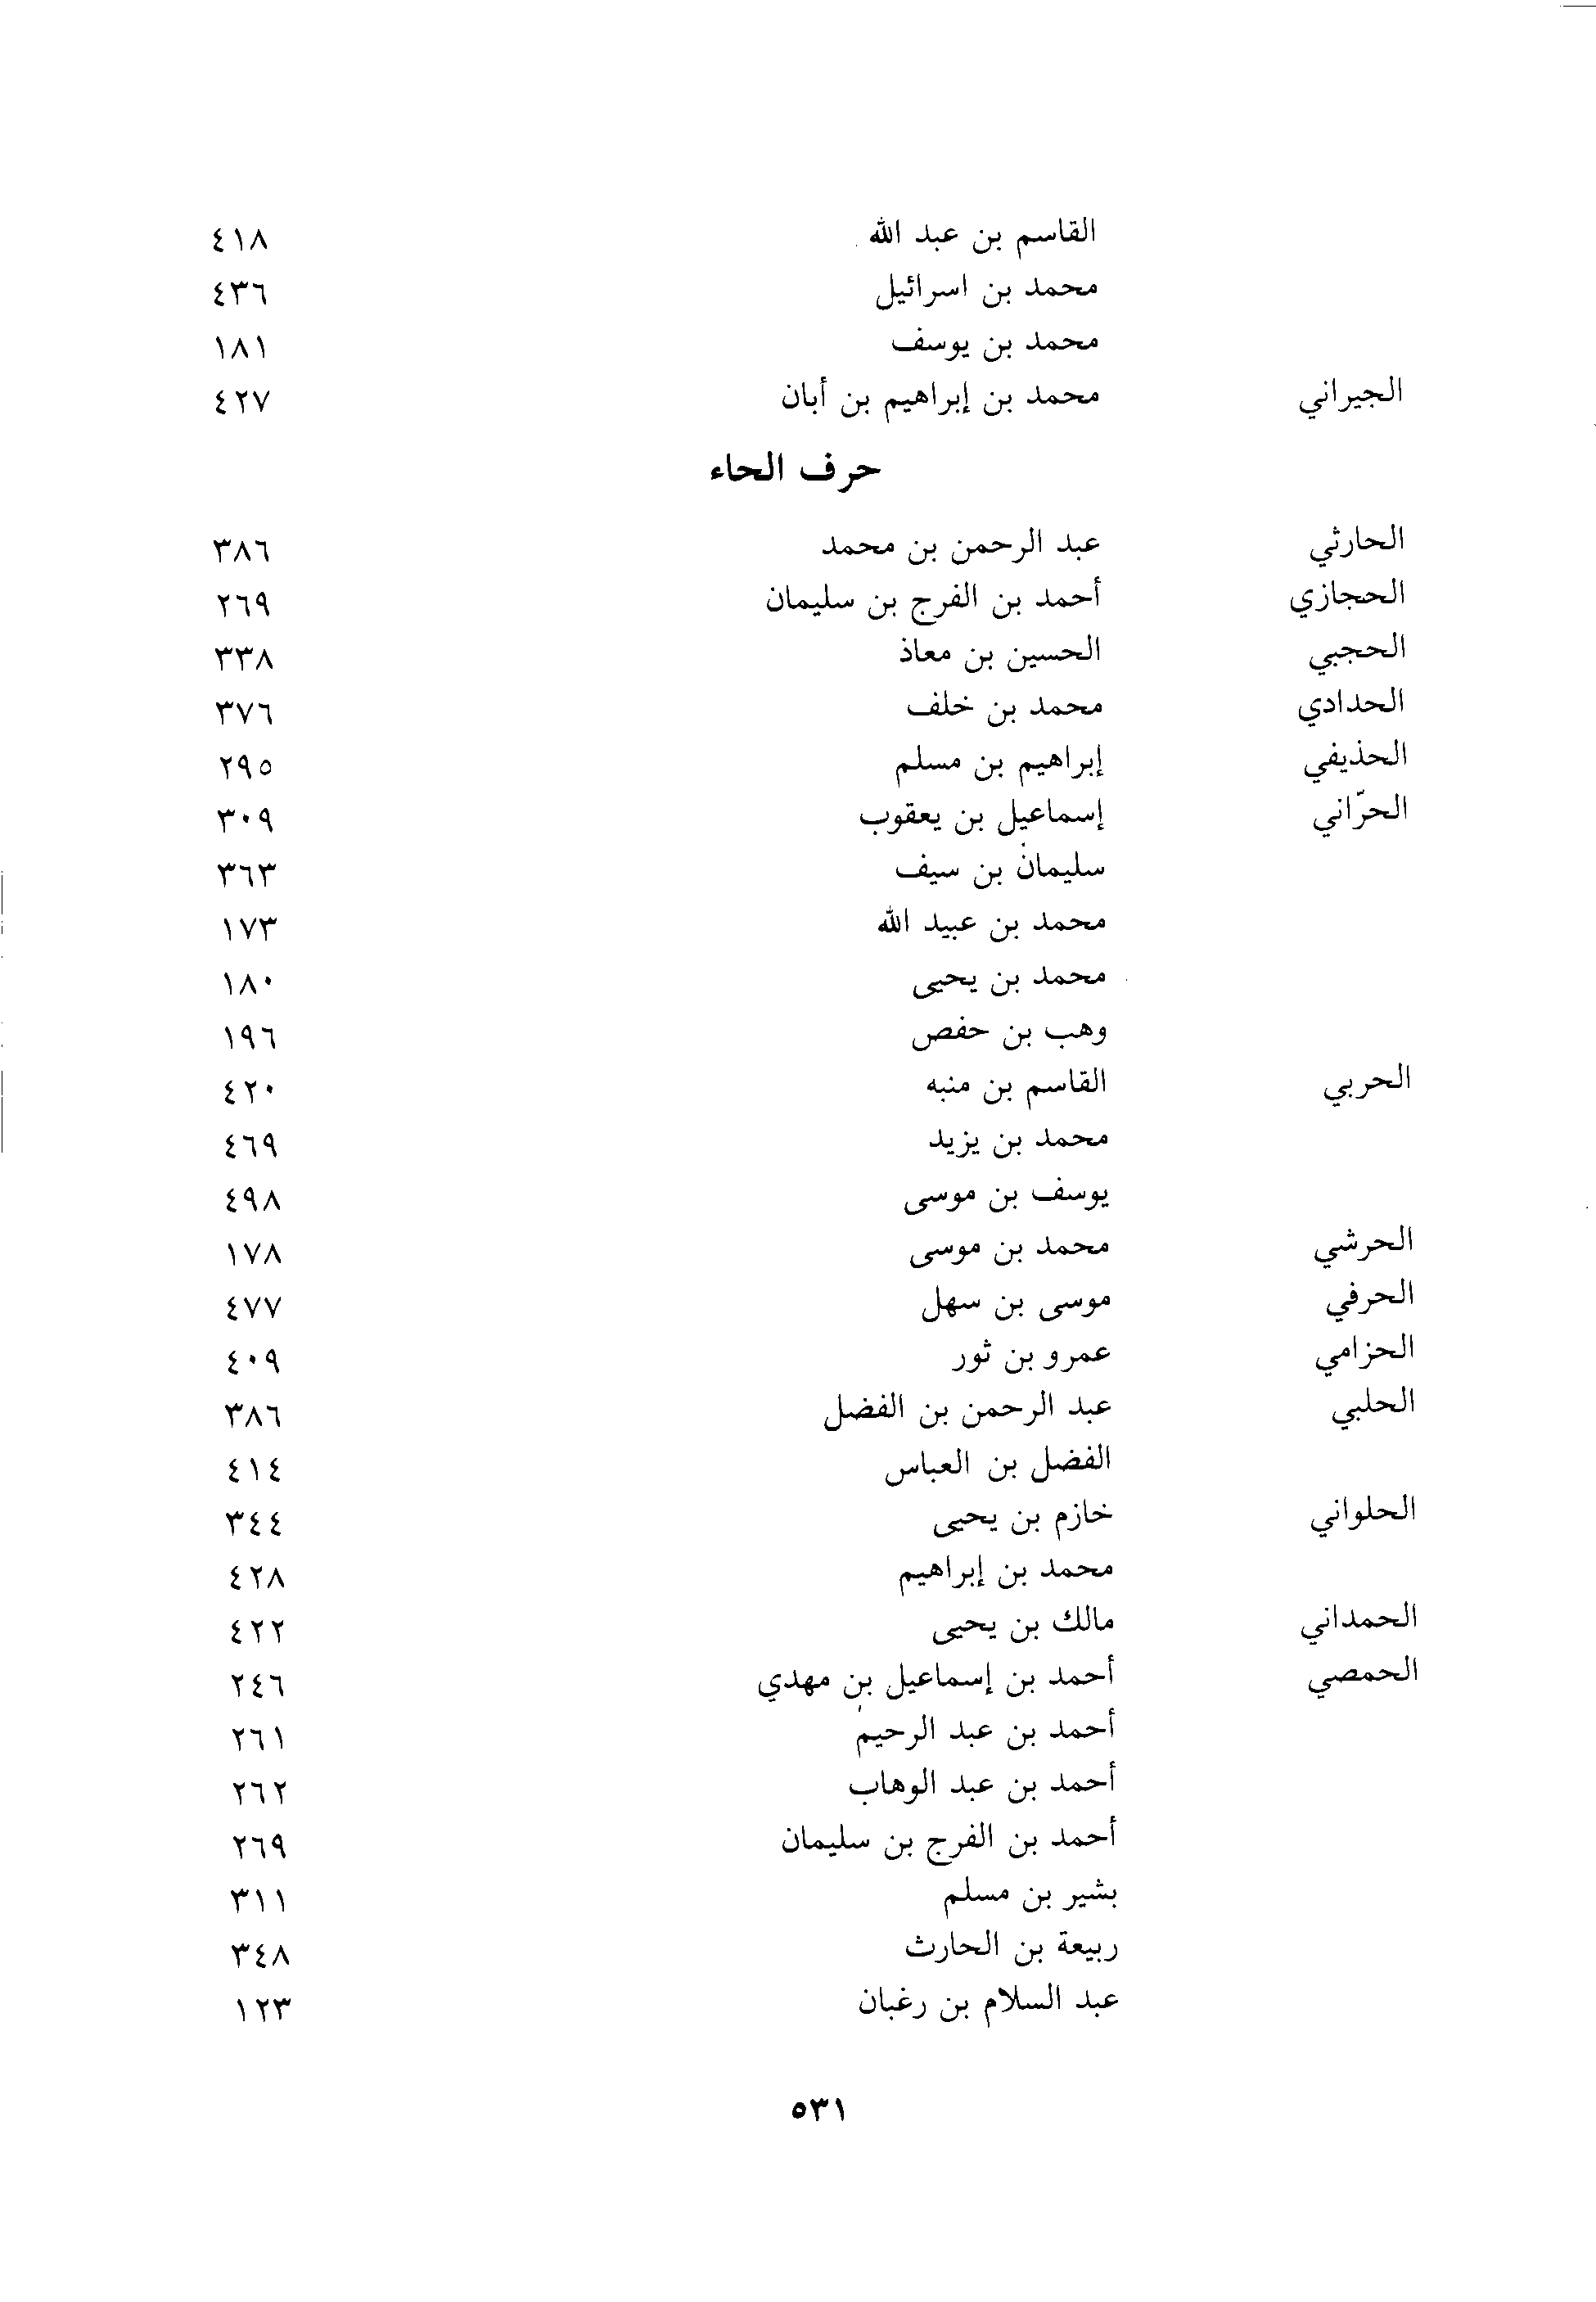 القاسم بن عبد الله ٤١٨
محمد بن اسرائيل ٤٣٦
محمد بن يوسف ١٨١
الجيراني محمد بن إبراهيم بن أبان ٤٢٧
حرف الحاء
الحارثي عبد الرحمن بن محمد ٣٨٦
الحجازي أحمد بن الفرج بن سليمان ٢٦٩
الحجبي الحسين بن معاذ ٣٣٨
الحدادي محمد بن خلف ٣٧٦
الحذيفي إبراهيم بن مسلم ٢٩٥
الحرّاني إسماعيل بن يعقوب ٣٠٩
سليمان بن سيف ٣٦٣
محمد بن عبيد الله ١٧٣
محمد بن يحيى ١٨٠
وهب بن حفص ١٩٦
الحربي القاسم بن منبه ٤٢٠
محمد بن يزيد ٤٦٩
يوسف بن موسى ٤٩٨
الحرشي محمد بن موسى ١٧٨
الحرفي موسى بن سهل ٤٧٧
الحزامي عمرو بن ثور ٤٠٩
الحلبي عبد الرحمن بن الفضل ٣٨٦
الفضل بن العباس ٤١٤
الحلواني خازم بن يحيى ٣٤٤
محمد بن إبراهيم ٤٢٨
الحمداني مالك بن يحيى ٤٢٢
الحمصي أحمد بن إسماعيل بن مهدي ٢٤٦
أحمد بن عبد الرحيم ٢٦١
أحمد بن عبد الوهاب ٢٦٢
أحمد بن الفرج بن سليمان ٢٦٩
بشير بن مسلم ٣١١
ربيعة بن الحارث ٣٤٨
عبد السلام بن رغبان ١٢٣
٥٣١